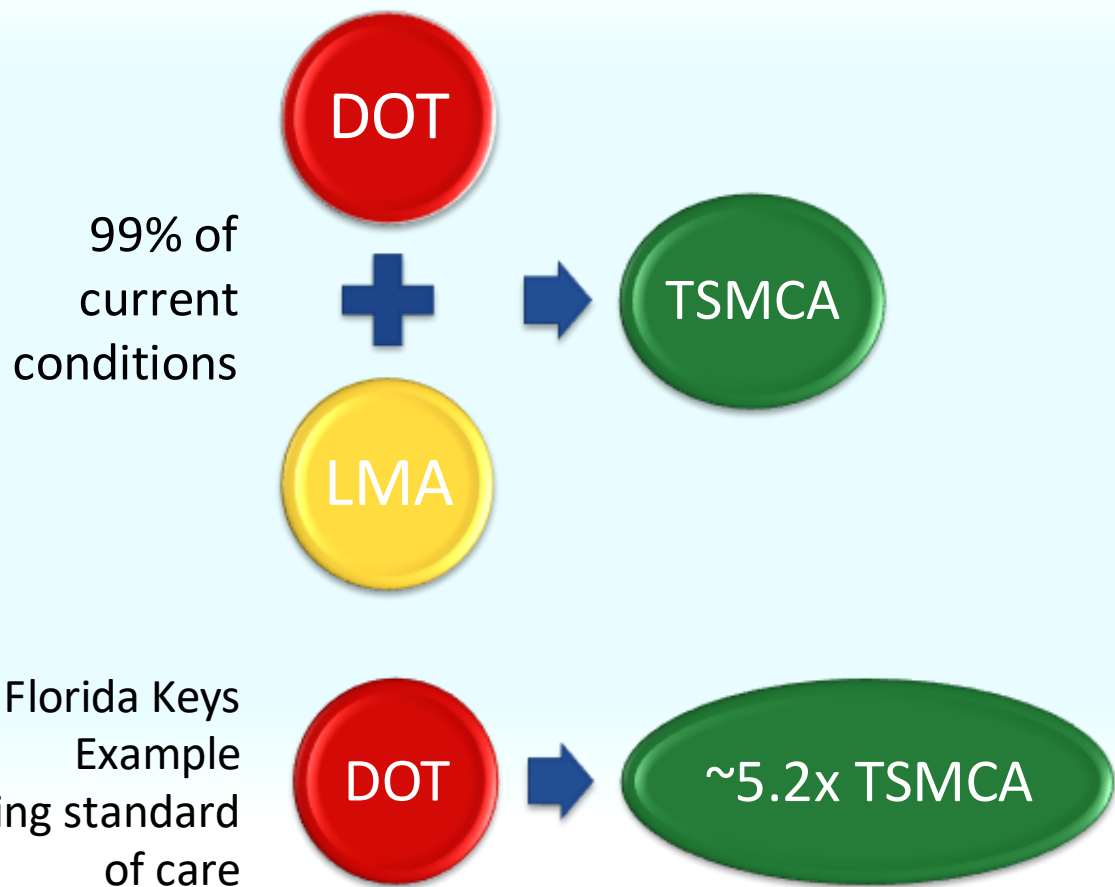 DOT
99% of
current
conditions
TSMCA
LMA
Florida Keys
Example
ing standard
of care
DOT
~5.2x TSMCA